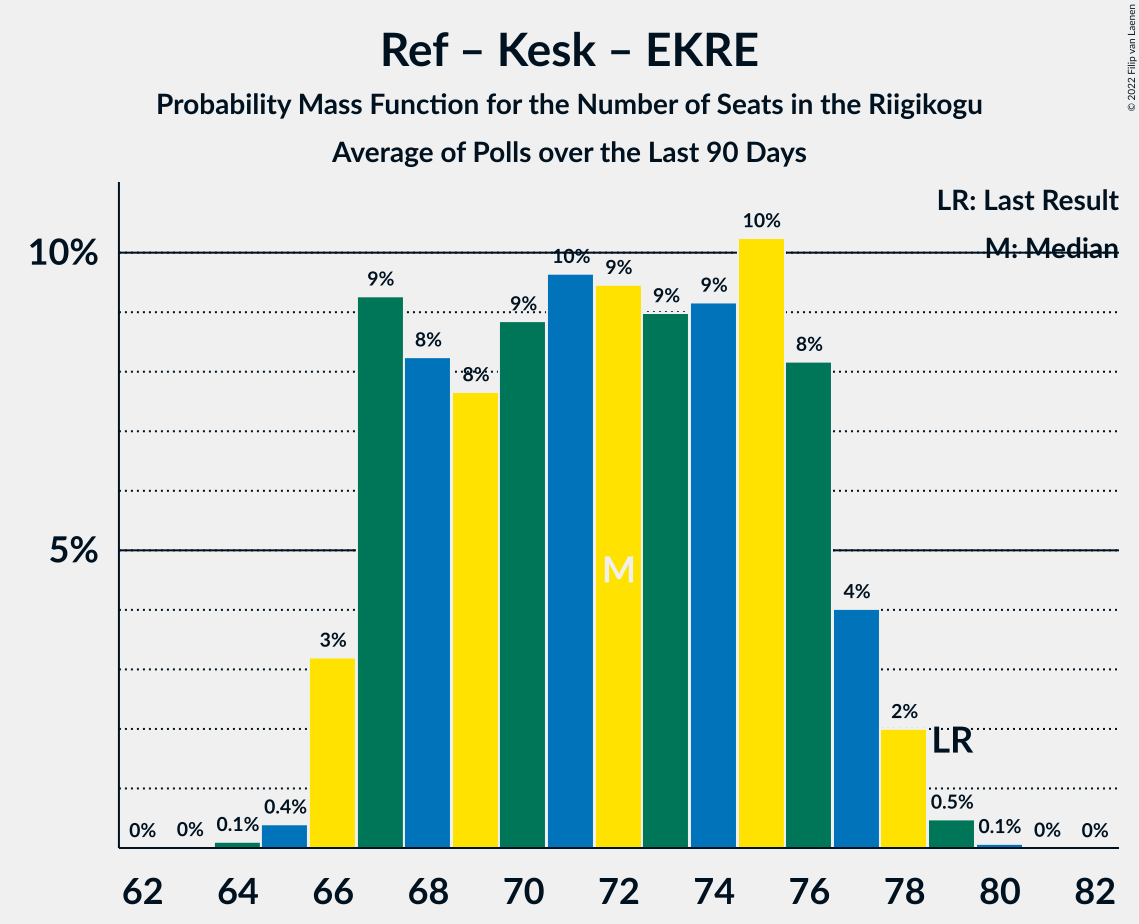 Ref – Kesk – EKRE
Probability Mass Function for the Number of Seats in the Riigikogu
Average of Polls over the Last 90 Days
© 2022 Filip van Laenen
LR: Last Result
M: Median
10%
5%
0%
0%
0.1%
0.4%
3%
9%
8%
8%
9%
10%
9%
9%
9%
10%
8%
4%
2%
0.5%
0.1%
0%
0%
M
LR
62 64 66 68 70 72 74 76 78 80 82